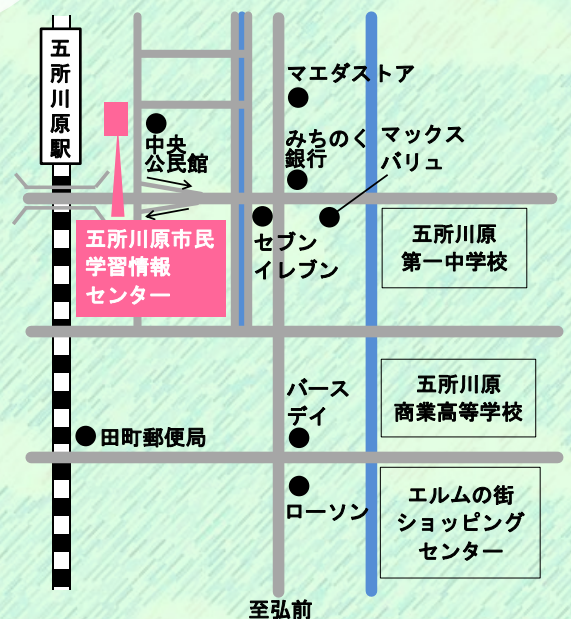 五所川原駅
マエダストア
中央
公民館
みちのく
銀行
マックス
バリュ
五所川原市民
学習情報
センター
セブン
イレブン
五所川原
第一中学校
バース
デイ
五所川原
商業高等学校
田町郵便局
ローソン
エルムの街
ショッピング
センター
至弘前